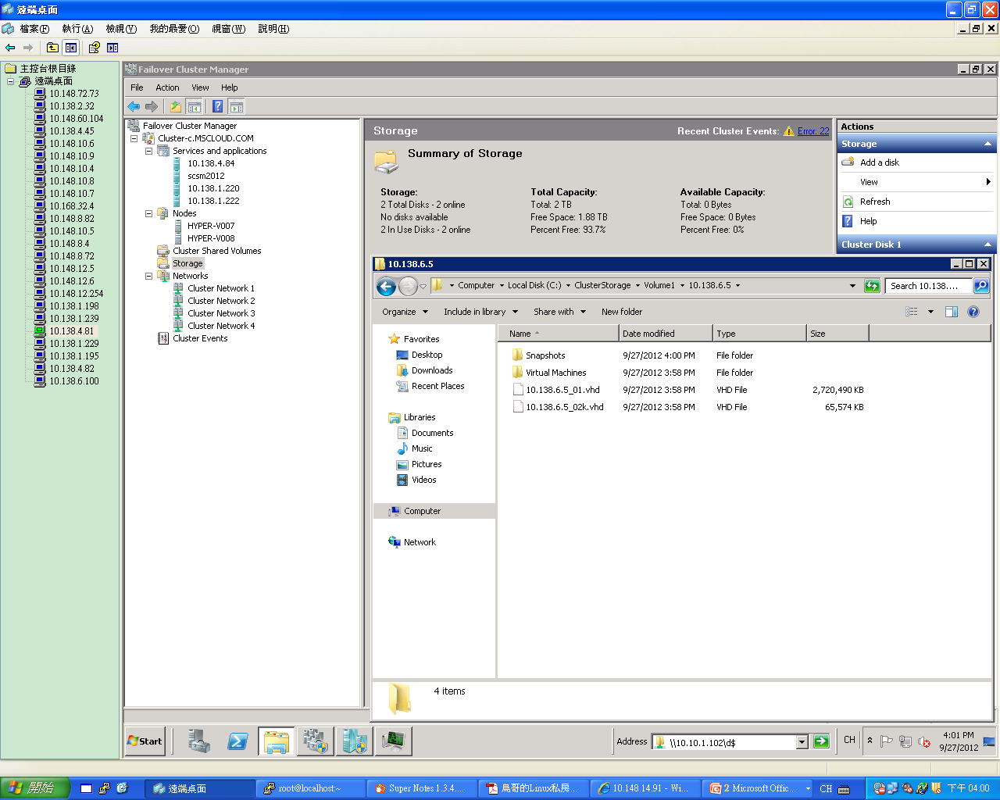 遠端桌面
檔案(F) 執行(A) 檢視(V) 我的最愛(O) 視窗(W) 說明(H)
主控台根目錄
遠端桌面
10.148.72.73
10.138.2.32
10.148.60.104
10.138.4.45
10.148.10.6
10.148.10.9
10.148.10.4
10.148.10.8
10.148.10.7
10.168.32.4
10.148.8.82
10.148.10.5
10.148.8.4
10.148.8.72
10.148.12.5
10.148.12.6
10.148.12.254
10.138.1.198
10.138.1.239
10.138.4.81
10.138.1.229
10.138.1.195
10.138.4.82
10.138.6.100
Failover Cluster Manager
File Action View Help
Failover Cluster Manager
Cluster-c.MSCLOUD.COM
Services and applications
10.138.4.84
scsm2012
10.138.1.220
10.138.1.222
Nodes
HYPER-V007
HYPER-V008
Cluster Shared Volumes
Storage
Networks
Cluster Network 1
Cluster Network 2
Cluster Network 3
Cluster Network 4
Cluster Events
Storage Recent Cluster Events: Error: 22
Summary of Storage
Storage: Total Capacity: Available Capacity:
2 Total Disks - 2 online Total: 2 TB Total: 0 Bytes
No disks available Free Space: 1.88 TB Free Space: 0 Bytes
2 In Use Disks - 2 online Percent Free: 93.7% Percent Free: 0%
Actions
Storage
Add a disk
View
Refresh
Help
Cluster Disk 1
10.138.6.5
Computer Local Disk (C:) ClusterStorage Volume1 10.138.6.5 Search 10.138....
Organize Include in library Share with New folder
Favorites
Desktop
Downloads
Recent Places
Libraries
Documents
Music
Pictures
Videos
Computer
Network
Name Date modified Type Size
Snapshots 9/27/2012 4:00 PM File folder
Virtual Machines 9/27/2012 3:58 PM File folder
10.138.6.5_01.vhd 9/27/2012 3:58 PM VHD File 2,720,490 KB
10.138.6.5_02k.vhd 9/27/2012 3:58 PM VHD File 65,574 KB
4 items
Start Address \\10.10.1.102\d$ CH 4:01 PM
9/27/2012
開始 遠端桌面 root@localhost:~ Super Notes 1.3.4.... 鳥哥的Linux私房... 10.148.14.91 - Wi... 2 Microsoft Offic... CH 下午 04:00